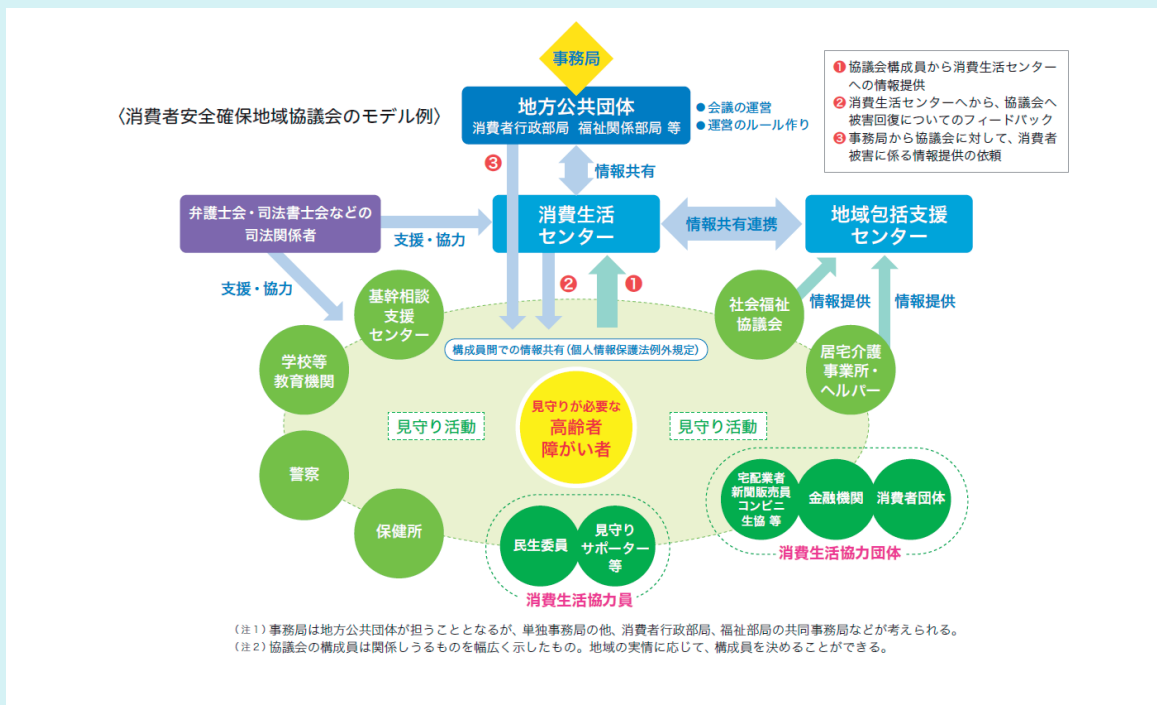 事務局
〈消費者安全確保地域協議会のモデル例〉
地方公共団体
消費者行政部局 福祉関係部局 等
●会議の運営
●運営のルール作り
❶協議会構成員から消費生活センター
への情報提供
❷消費生活センターへから、協議会へ
被害回復についてのフィードバック
❸事務局から協議会に対して、消費者
被害に係る情報提供の依頼
❸
情報共有
弁護士会・司法書士会などの
司法関係者
支援・協力
消費生活
センター
情報共有連携
地域包括支援
センター
支援・協力
❷
❶
情報提供
情報提供
基幹相談
支援
センター
社会福祉
協議会
構成員間での情報共有(個人情報保護法例外規定)
学校等
教育機関
居宅介護
事業所・
ヘルパー
見守り活動
見守りが必要な
高齢者
障がい者
見守り活動
警察
保健所
民生委員
見守り
サポーター
等
消費生活協力員
宅配業者
新聞販売員
コンビニ
生協 等
金融機関
消費者団体
消費生活協力団体
(注1)事務局は地方公共団体が担うこととなるが、単独事務局の他、消費者行政部局、福祉部局の共同事務局などが考えられる。
(注2)協議会の構成員は関係しうるものを幅広く示したもの。地域の実情に応じて、構成員を決めることができる。